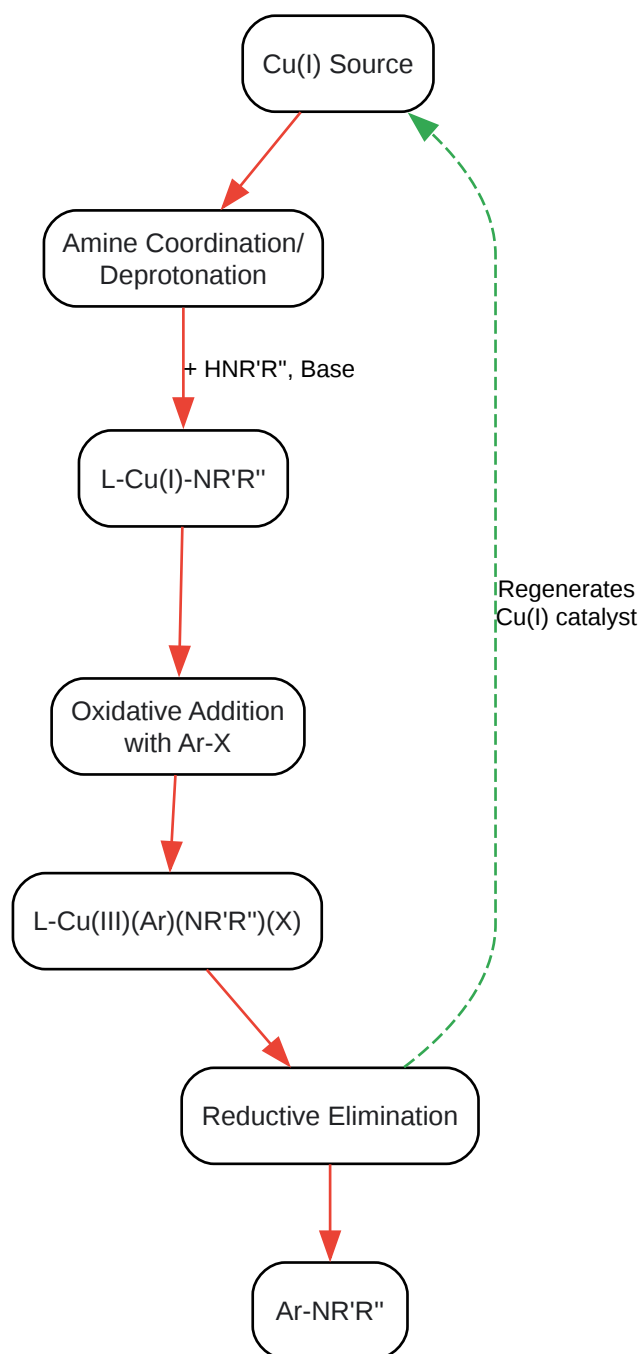 Cu(I) Source
Amine Coordination/
Deprotonation
+ HNR'R'', Base
L-Cu(I)-NR'R''
Regenerates
Cu(I) catalyst
Oxidative Addition
with Ar-X
L-Cu(III)(Ar)(NR'R'')(X)
Reductive Elimination
Ar-NR'R''